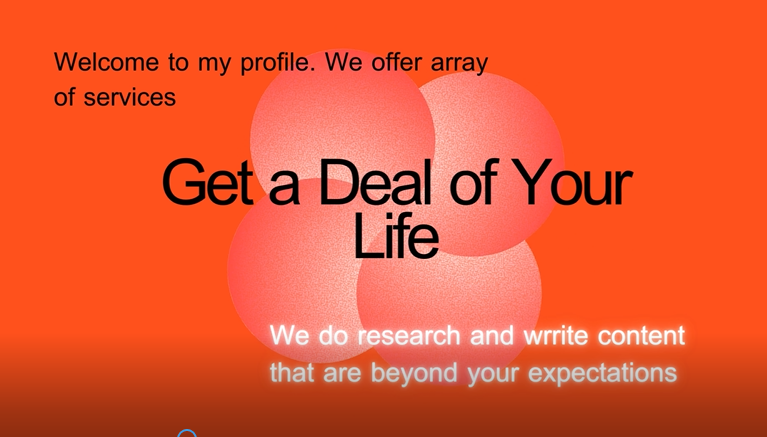 Welcome to my profile. We offer array
of services
Get a Deal of Your
Life
We do research and wrrite content
that are beyond your expectations